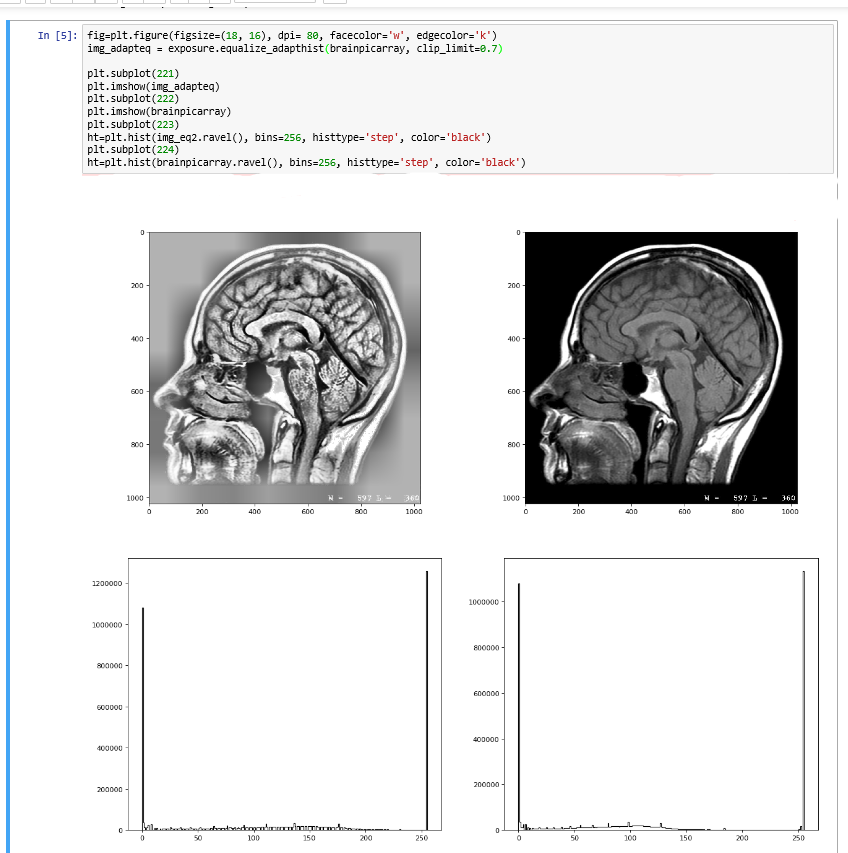 In [5]:
fig=plt.figure(figsize=(18, 16), dpi= 80, facecolor='w', edgecolor='k')
img_adapteq = exposure.equalize_adapthist(brainpicarray, clip_limit=0.7)
plt.subplot(221)
plt.imshow(img_adapteq)
plt.subplot(222)
plt.imshow(brainpicarray)
plt.subplot(223)
ht=plt.hist(img_eq2.ravel(), bins=256, histtype='step', color='black')
plt.subplot(224)
ht=plt.hist(brainpicarray.ravel(), bins=256, histtype='step', color='black')
0
200
400
600
800
1000
W = 597 L = 360
0 200 400 600 800 1000
0
200
400
600
800
1000
W = 597 L = 360
0 200 400 600 800 1000
1200000
1000000
800000
600000
400000
200000
0
0 50 100 150 200 250
1000000
800000
600000
400000
200000
0
0 50 100 150 200 250